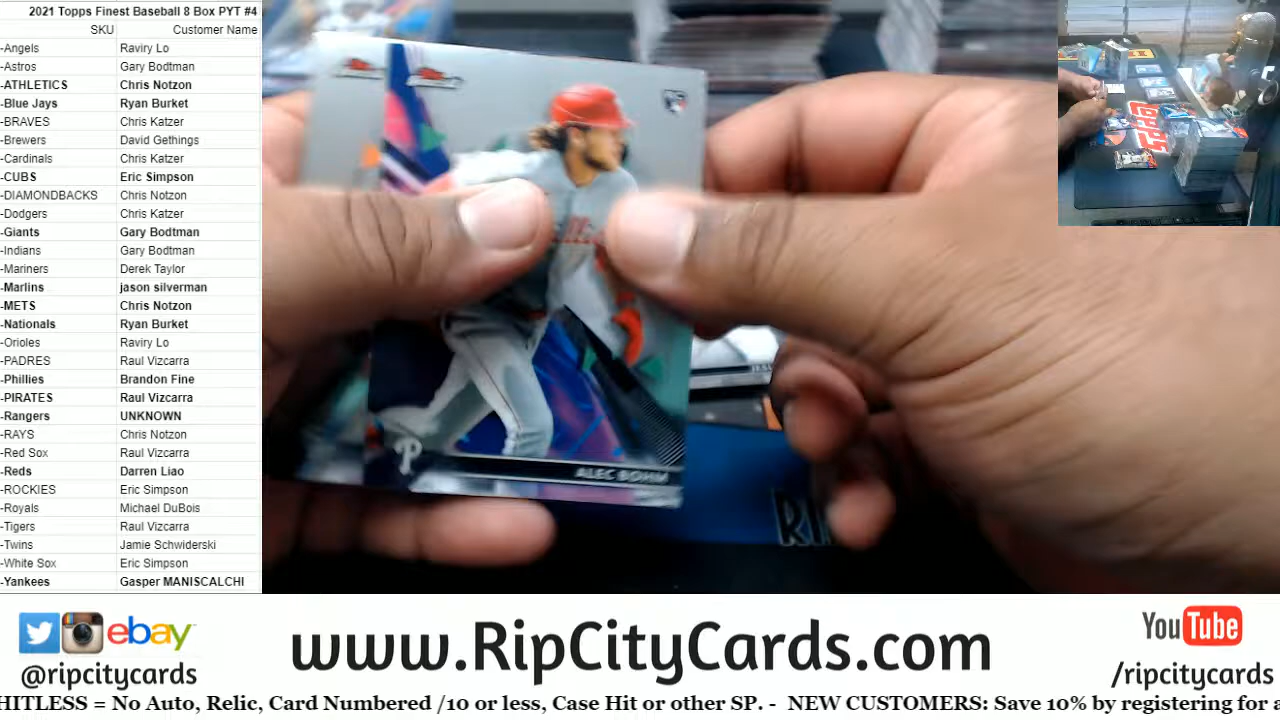 2021 Topps Finest Baseball 8 Box PYT #4
SKU Customer Name
-Angels Raviry Lo
-Astros Gary Bodtman
-ATHLETICS Chris Notzon
-Blue Jays Ryan Burket
-BRAVES Chris Katzer
-Brewers David Gethings
-Cardinals Chris Katzer
-CUBS Eric Simpson
-DIAMONDBACKS Chris Notzon
-Dodgers Chris Katzer
-Giants Gary Bodtman
-Indians Gary Bodtman
-Mariners Derek Taylor
-Marlins jason silverman
-METS Chris Notzon
-Nationals Ryan Burket
-Orioles Raviry Lo
-PADRES Raul Vizcarra
-Phillies Brandon Fine
-PIRATES Raul Vizcarra
-Rangers UNKNOWN
-RAYS Chris Notzon
-Red Sox Raul Vizcarra
-Reds Darren Liao
-ROCKIES Eric Simpson
-Royals Michael DuBois
-Tigers Raul Vizcarra
-Twins Jamie Schwiderski
-White Sox Eric Simpson
-Yankees Gasper MANISCALCHI
P
ALEC BOHM
RI
ebay
@ripcitycards
www.RipCityCards.com
YouTube
/ripcitycards
HITLESS = No Auto, Relic, Card Numbered /10 or less, Case Hit or other SP. - NEW CUSTOMERS: Save 10% by registering for a